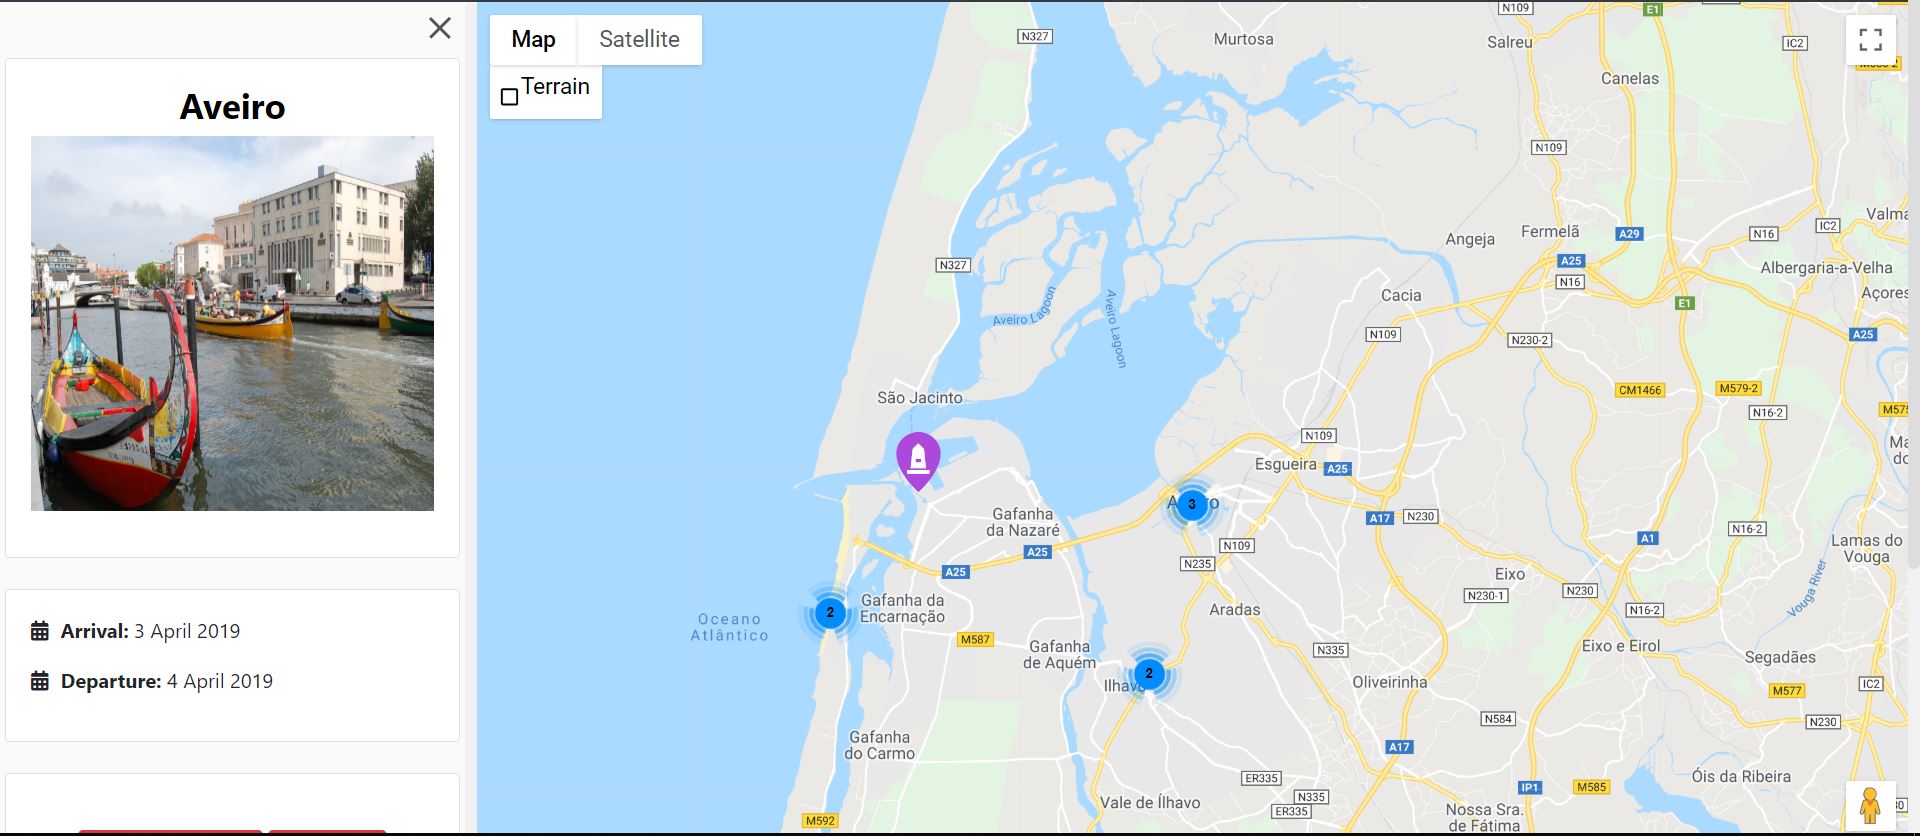 Aveiro
Arrival: 3 April 2019
Departure: 4 April 2019
Map
Satellite
Terrain
N327
Murtosa
N109
E1
Salreu
IC2
Canelas
N109
N327
Angeja
Fermelã
A29
N16
IC2
A25
N16
Albergaria-a-Velha
Cacia
E1
Aveiro Lagoon
Aveiro Lagoon
N109
N230-2
A25
São Jacinto
CM1466
M579-2
N16-2
N109
Esgueira
A25
3
Gafanha
da Nazaré
A17
N230
N16-2
A25
N109
A1
Lamas do
Vouga
A25
N235
Eixo
N230-1
N230
N16-2
Vouga River
2
Gafanha da
Encarnação
Aradas
Oceano
Atlântico
M587
Gafanha
de Aquém
N335
Eixo e Eirol
Segadães
2
Oliveirinha
M577
IC2
N584
N230
Gafanha
do Carmo
A17
ER335
IP1
M585
Óis da Ribeira
N335
ER335
Vale de Ílhavo
Nossa Sra.
de Fátima
M592